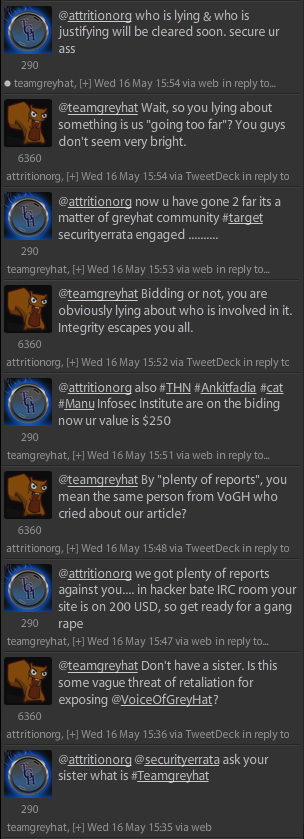 @attritionorg who is lying & who is
justifying will be cleared soon. secure ur
ass
290
teamgreyhat, [+] Wed 16 May 15:54 via web in reply to...
@teamgreyhat Wait, so you lying about
something is us "going too far"? You guys
don't seem very bright.
6360
attritionorg, [+] Wed 16 May 15:54 via TweetDeck in reply to
@attritionorg now u have gone 2 far its a
matter of greyhat community #target
securityerrata engaged ..........
290
teamgreyhat, [+] Wed 16 May 15:53 via web in reply to...
@teamgreyhat Bidding or not, you are
obviously lying about who is involved in it.
Integrity escapes you all.
6360
attritionorg, [+] Wed 16 May 15:52 via TweetDeck in reply to
@attritionorg also #THN #Ankitfadia #cat
#Manu Infosec Institute are on the biding
now ur value is $250
290
teamgreyhat, [+] Wed 16 May 15:51 via web in reply to...
@teamgreyhat By "plenty of reports", you
mean the same person from VoGH who
cried about our article?
6360
attritionorg, [+] Wed 16 May 15:48 via TweetDeck in reply to
@attritionorg we got plenty of reports
against you.... in hacker bate IRC room your
site is on 200 USD, so get ready for a gang
rape
290
teamgreyhat, [+] Wed 16 May 15:47 via web in reply to...
@teamgreyhat Don't have a sister. Is this
some vague threat of retaliation for
exposing @VoiceOfGreyHat?
6360
attritionorg, [+] Wed 16 May 15:36 via TweetDeck in reply to
@attritionorg @securityerrata ask your
sister what is #Teamgreyhat
290
teamgreyhat, [+] Wed 16 May 15:35 via web